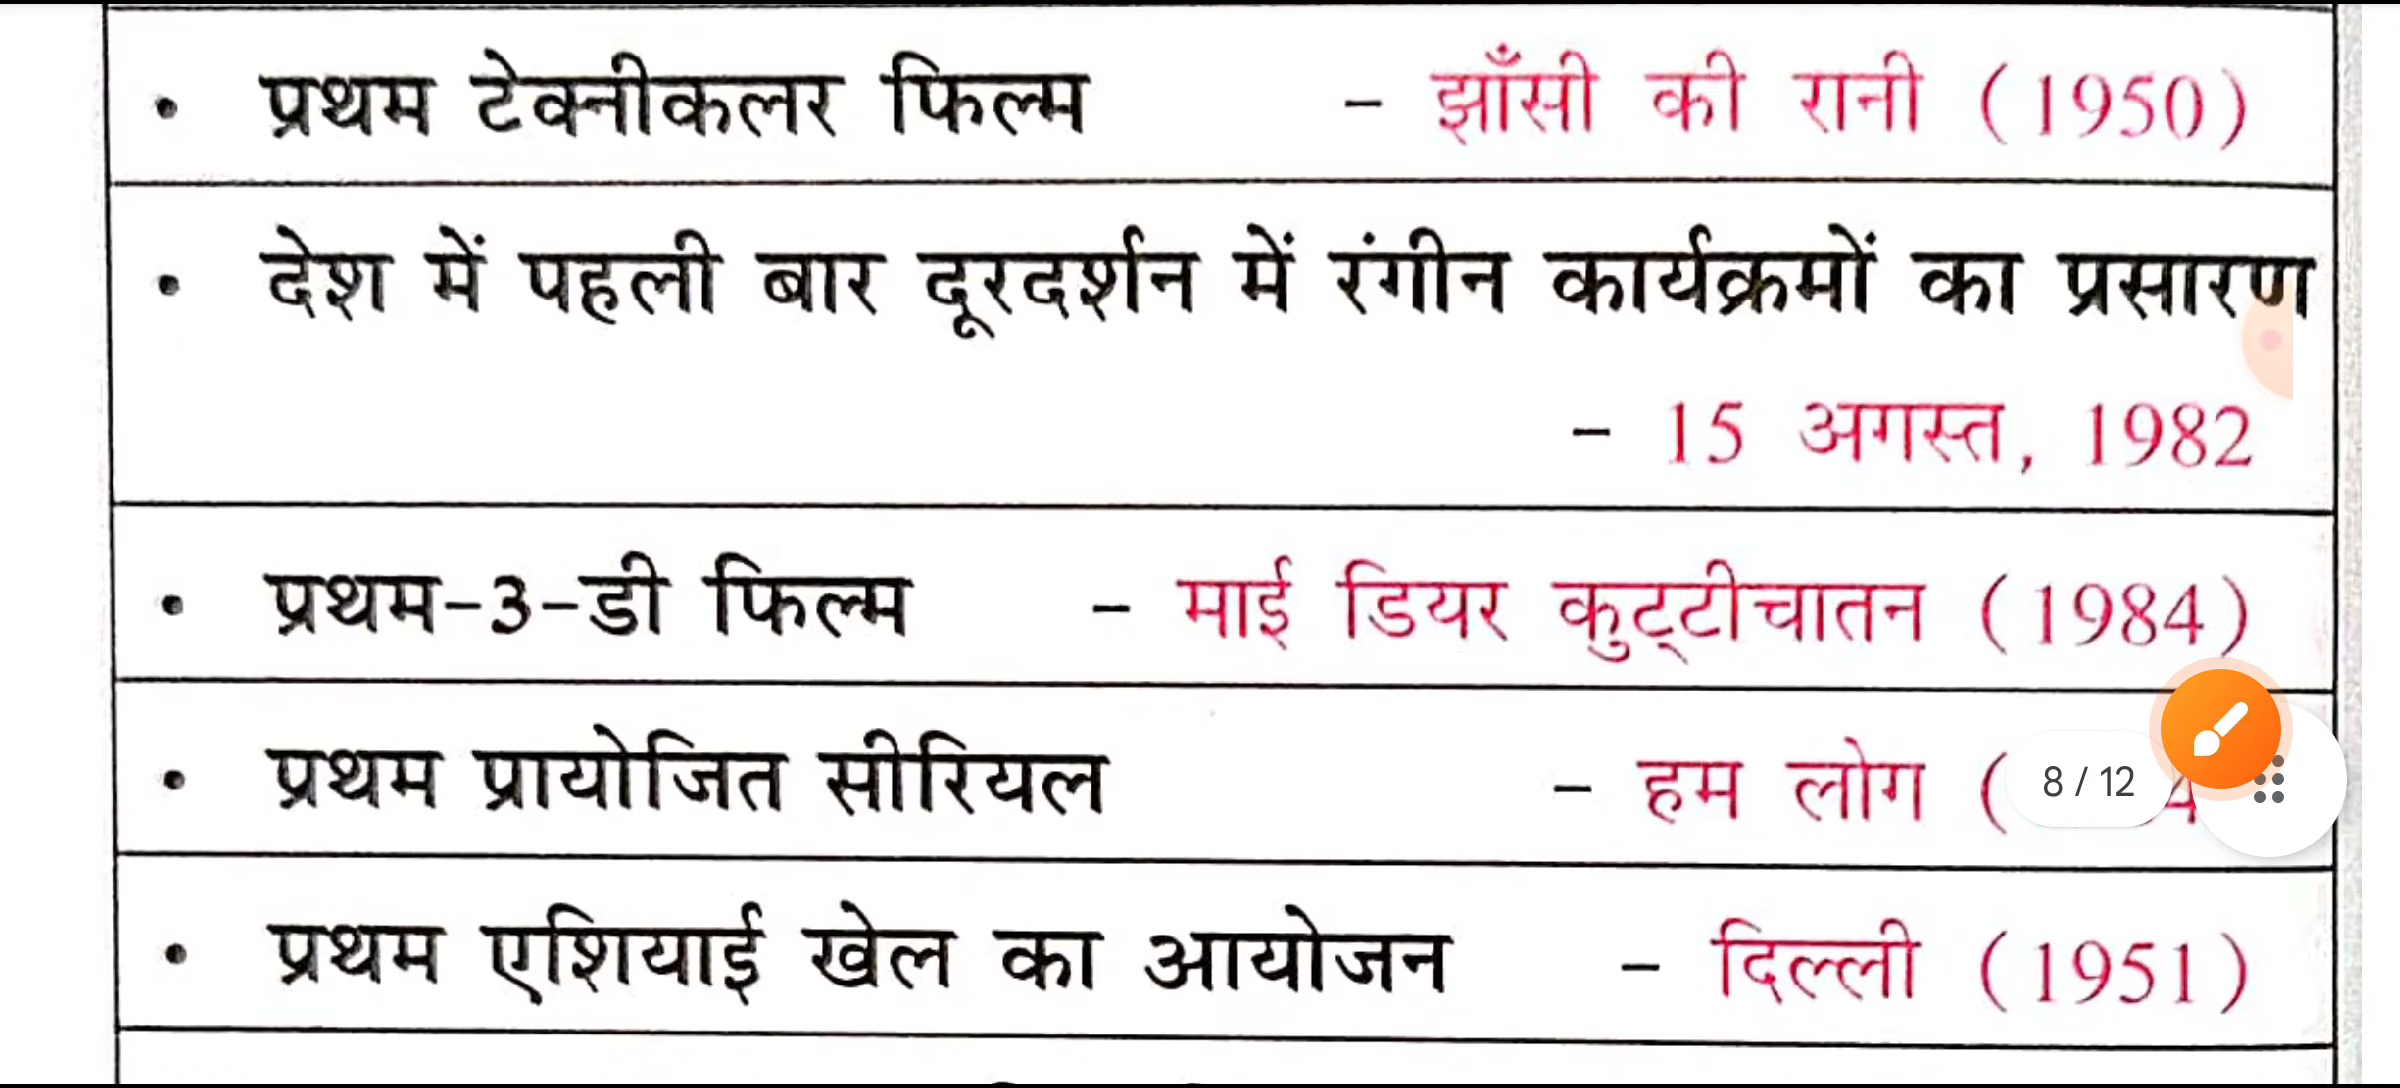 • प्रथम टेक्नीकलर फिल्म - झाँसी की रानी (1950)
• देश में पहली बार दूरदर्शन में रंगीन कार्यक्रमों का प्रसारण
- 15 अगस्त, 1982
• प्रथम-3-डी फिल्म - माई डियर कुट्टीचातन (1984)
• प्रथम प्रायोजित सीरियल - हम लोग (
8 / 12
• प्रथम एशियाई खेल का आयोजन - दिल्ली (1951)